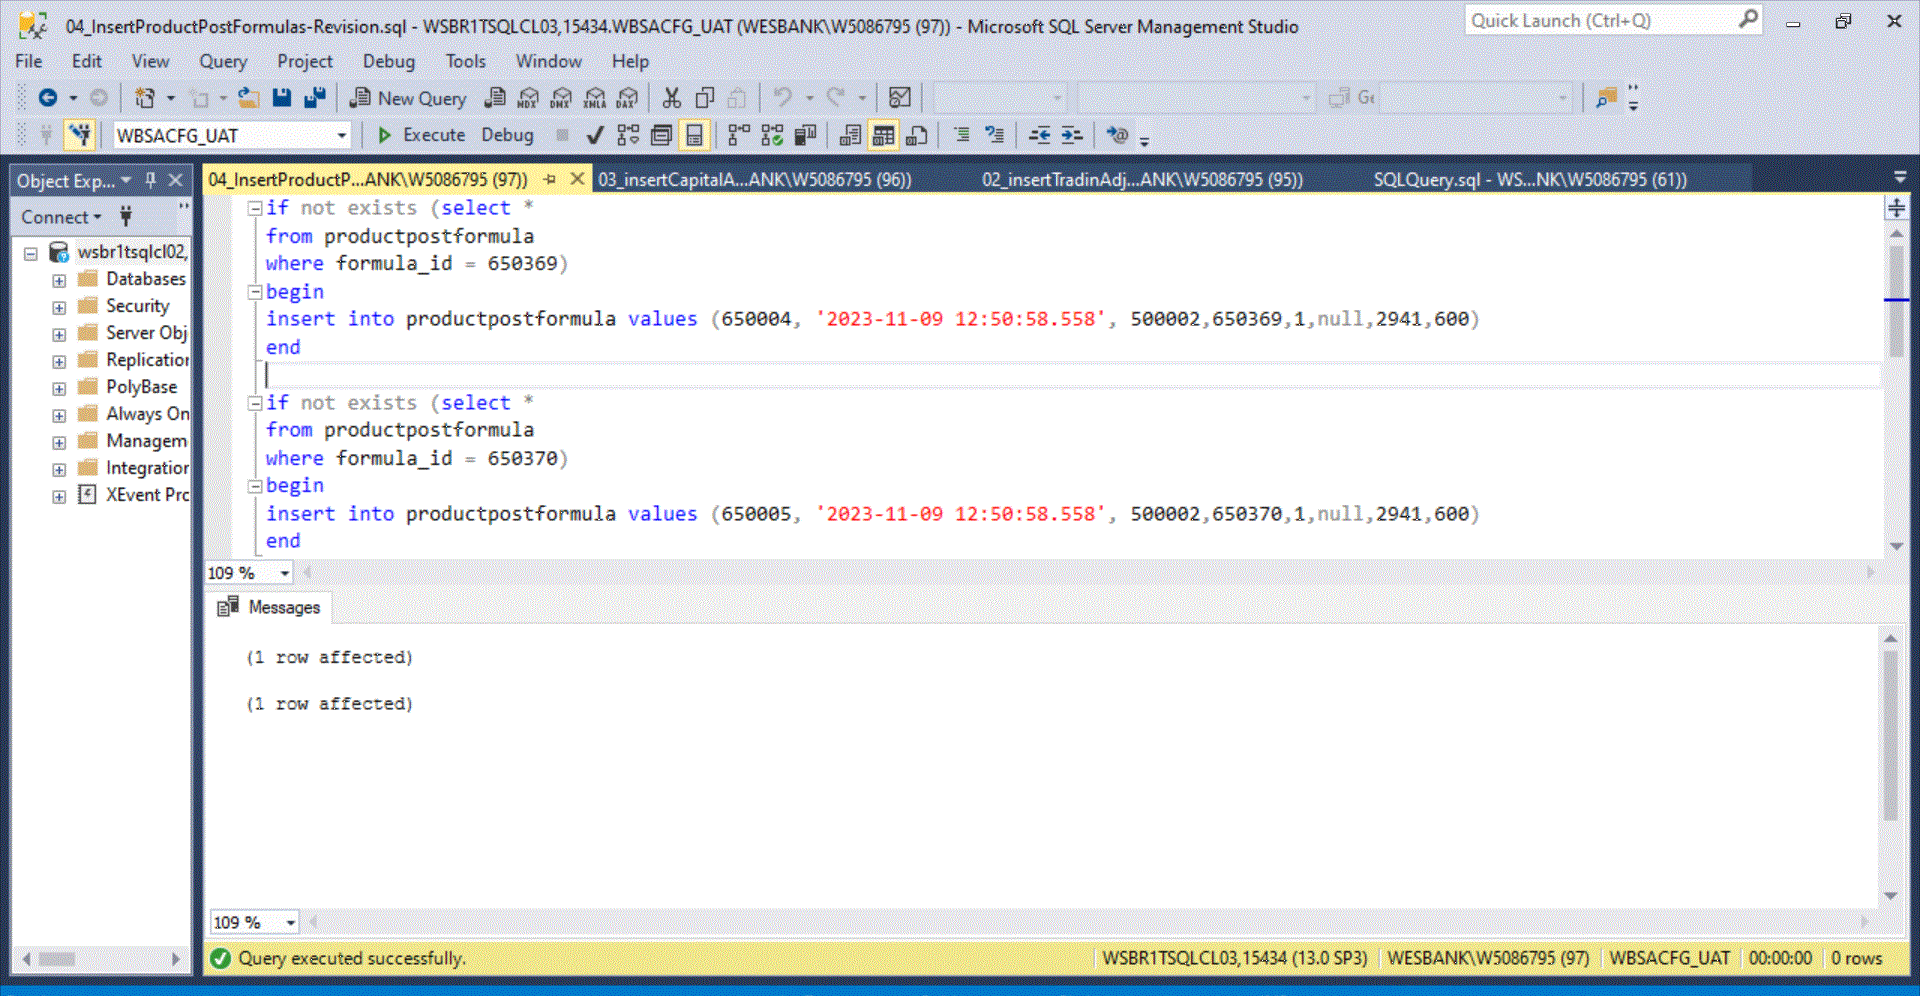 04_InsertProductPostFormulas-Revision.sql - WSBR1TSQLCL03,15434.WBSACFG_UAT (WESBANK\W5086795 (97)) - Microsoft SQL Server Management Studio
Quick Launch (Ctrl+Q)
File Edit View Query Project Debug Tools Window Help
New Query MDX DMX XMLA DAX
WBSACFG_UAT Execute Debug
Object Exp...
04_InsertProductP...ANK\W5086795 (97)) 03_insertCapitalA...ANK\W5086795 (96)) 02_insertTradinAdj...ANK\W5086795 (95)) SQLQuery.sql - WS...NK\W5086795 (61))
Connect
wsbr1tsqlcl02,
Databases
Security
Server Obj
Replication
PolyBase
Always On
Managem
Integration
XEvent Pro
if not exists (select *
from productpostformula
where formula_id = 650369)
begin
insert into productpostformula values (650004, '2023-11-09 12:50:58.558', 500002,650369,1,null,2941,600)
end
if not exists (select *
from productpostformula
where formula_id = 650370)
begin
insert into productpostformula values (650005, '2023-11-09 12:50:58.558', 500002,650370,1,null,2941,600)
end
109 %
Messages
(1 row affected)
(1 row affected)
109 %
Query executed successfully. WSBR1TSQLCL03,15434 (13.0 SP3) WESBANK\W5086795 (97) WBSACFG_UAT 00:00:00 0 rows